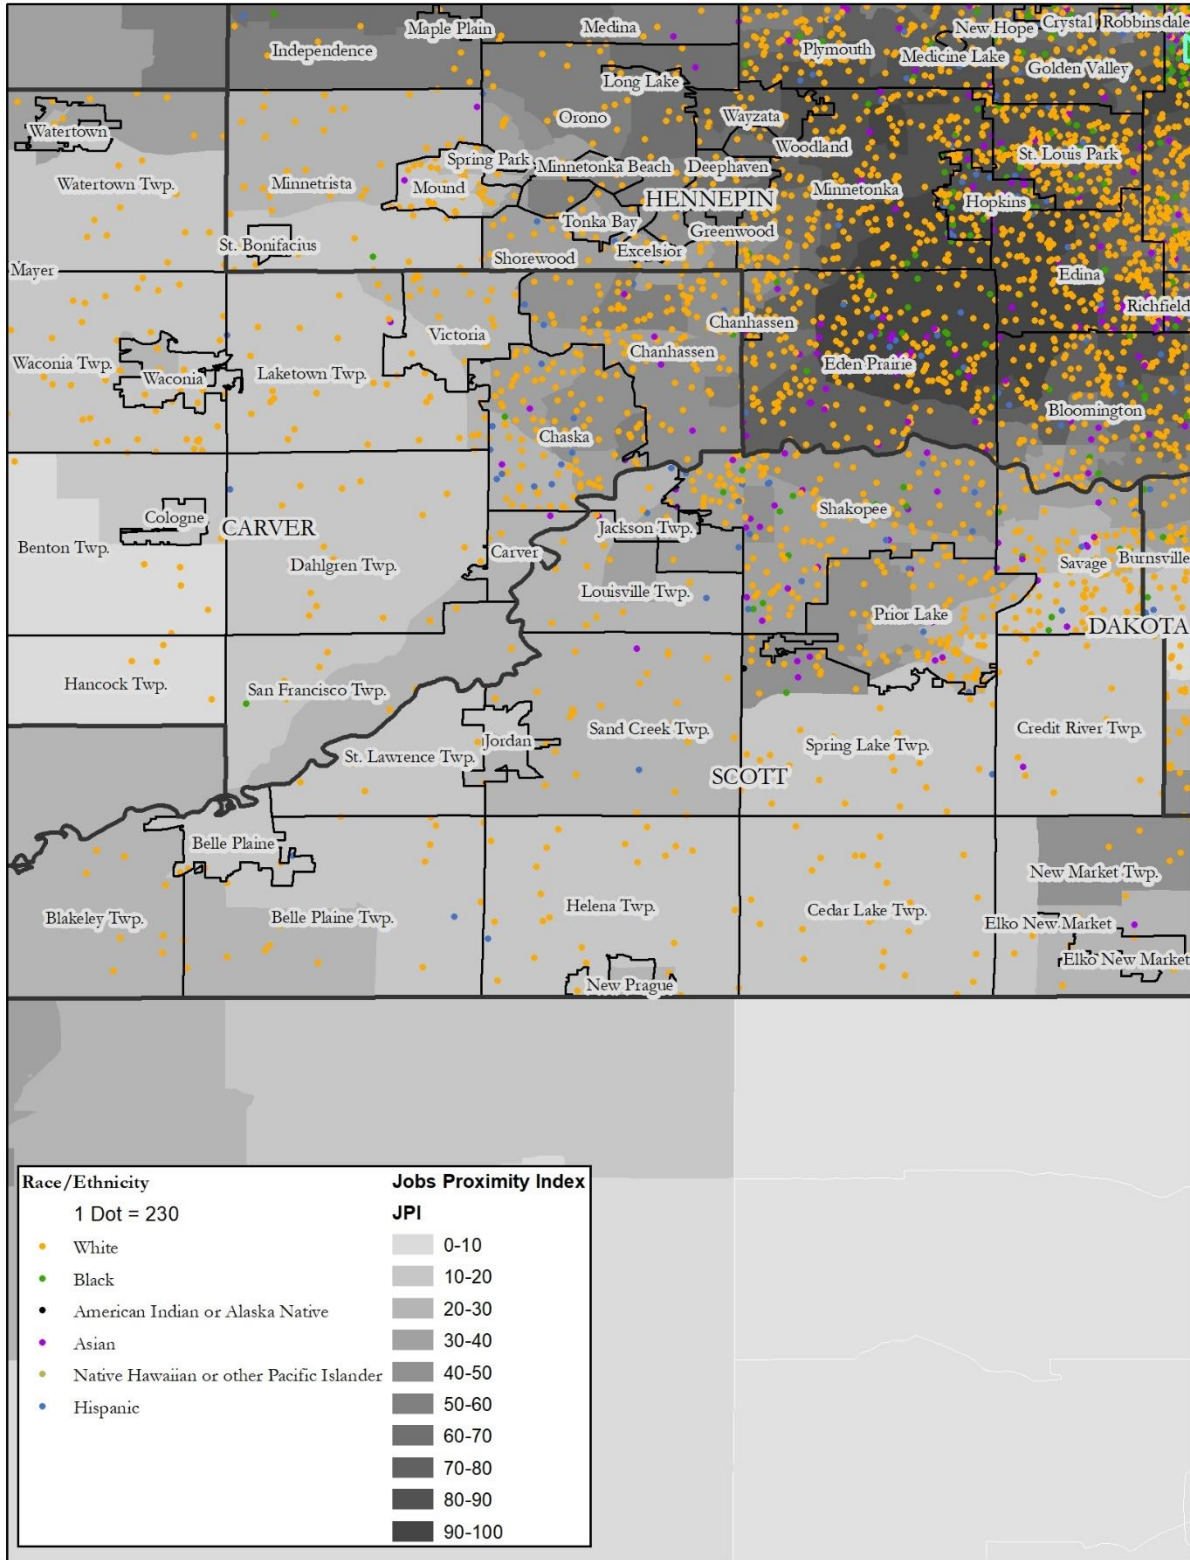 Maple Plain
Medina
New Hope
Crystal
Robbinsdale
Independence
Plymouth
Medicine Lake
Golden Valley
Long Lake
Watertown
Orono
Wayzata
Woodland
St. Louis Park
Spring Park
Minnetonka Beach
Deephaven
Watertown Twp.
Minnetrista
Mound
HENNEPIN
Minnetonka
Hopkins
Tonka Bay
Greenwood
St. Bonifacius
Shorewood
Excelsior
Mayer
Edina
Richfield
Victoria
Chanhassen
Chanhassen
Waconia Twp.
Waconia
Laketown Twp.
Eden Prairie
Bloomington
Chaska
Cologne
CARVER
Jackson Twp.
Shakopee
Benton Twp.
Dahlgren Twp.
Carver
Savage
Burnsville
Louisville Twp.
Prior Lake
DAKOTA
Hancock Twp.
San Francisco Twp.
Sand Creek Twp.
Credit River Twp.
St. Lawrence Twp.
Jordan
Spring Lake Twp.
SCOTT
Belle Plaine
New Market Twp.
Blakeley Twp.
Belle Plaine Twp.
Helena Twp.
Cedar Lake Twp.
Elko New Market
Elko New Market
New Prague
Race/Ethnicity
1 Dot = 230
White
Black
American Indian or Alaska Native
Asian
Native Hawaiian or other Pacific Islander
Hispanic
Jobs Proximity Index
JPI
0-10
10-20
20-30
30-40
40-50
50-60
60-70
70-80
80-90
90-100